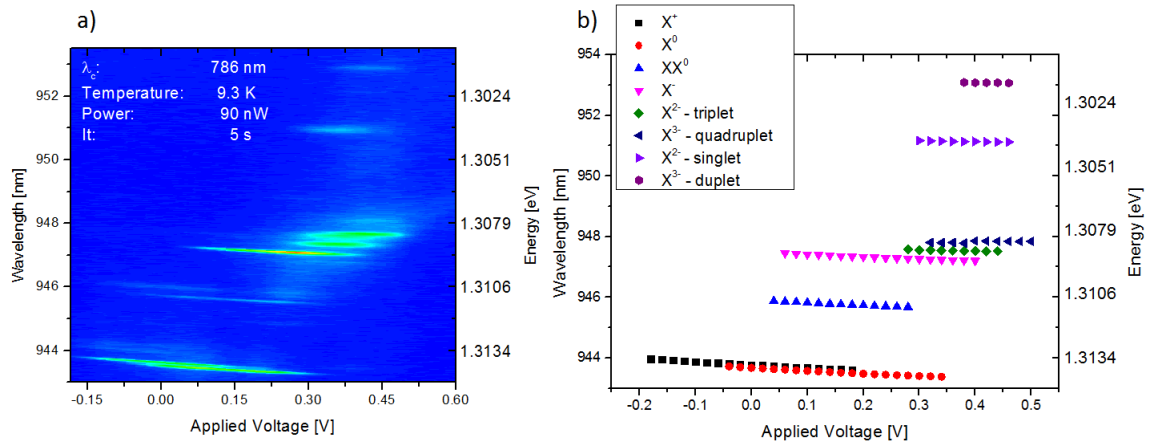 a)
λc: 786 nm
Temperature: 9.3 K
Power: 90 nW
It: 5 s
952
950
948
946
944
Wavelength [nm]
1.3024
1.3051
1.3079
1.3106
1.3134
Energy [eV]
-0.15 0.00 0.15 0.30 0.45 0.60
Applied Voltage [V]
b)
X⁺
X⁰
XX⁰
X⁻
X²⁻ - triplet
X³⁻ - quadruplet
X²⁻ - singlet
X³⁻ - duplet
954
952
950
948
946
944
Wavelength [nm]
1.3024
1.3051
1.3079
1.3106
1.3134
Energy [eV]
-0.2 -0.1 0.0 0.1 0.2 0.3 0.4 0.5
Applied Voltage [V]